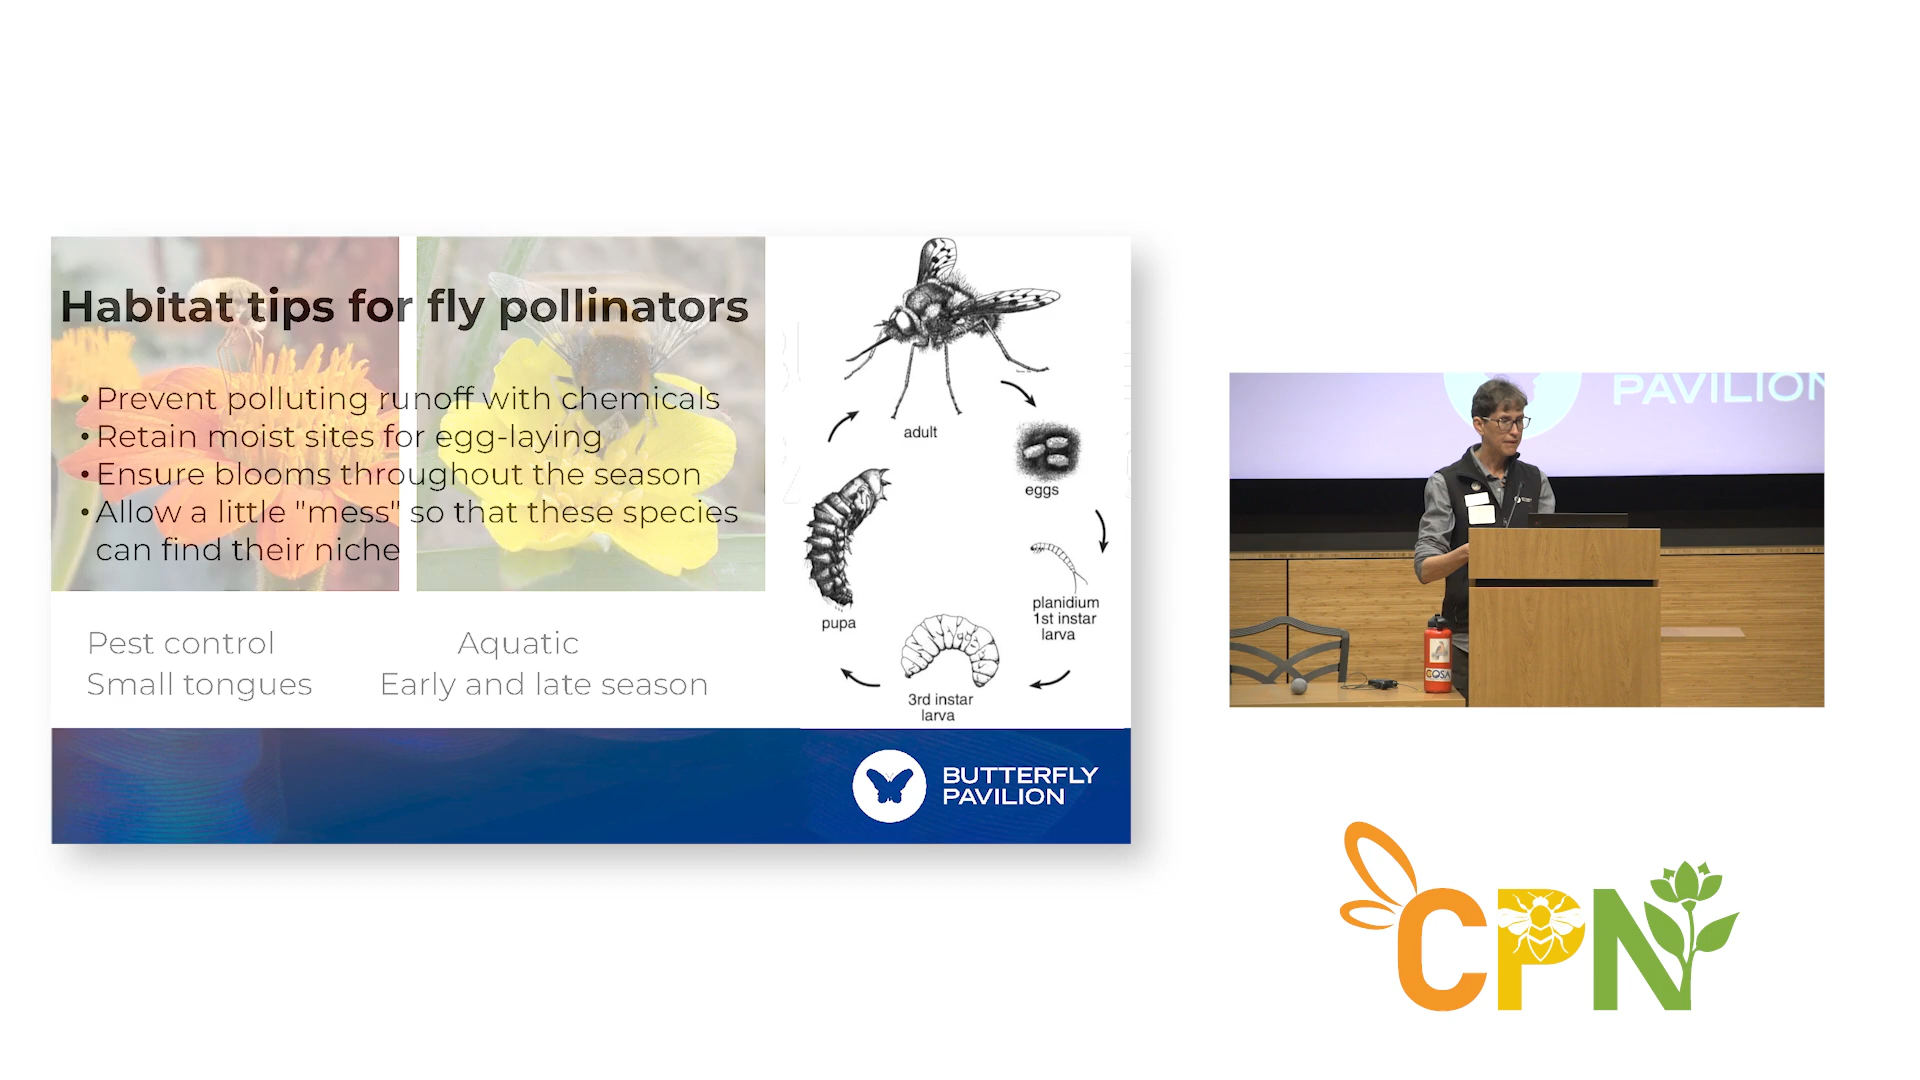 Habitat tips for fly pollinators
• Prevent polluting runoff with chemicals
• Retain moist sites for egg-laying
• Ensure blooms throughout the season
• Allow a little "mess" so that these species
can find their niche
Pest control
Aquatic
Small tongues
Early and late season
adult
eggs
planidium
1st instar
larva
3rd instar
larva
pupa
BUTTERFLY
PAVILION
PAVILION
COSA
CPN